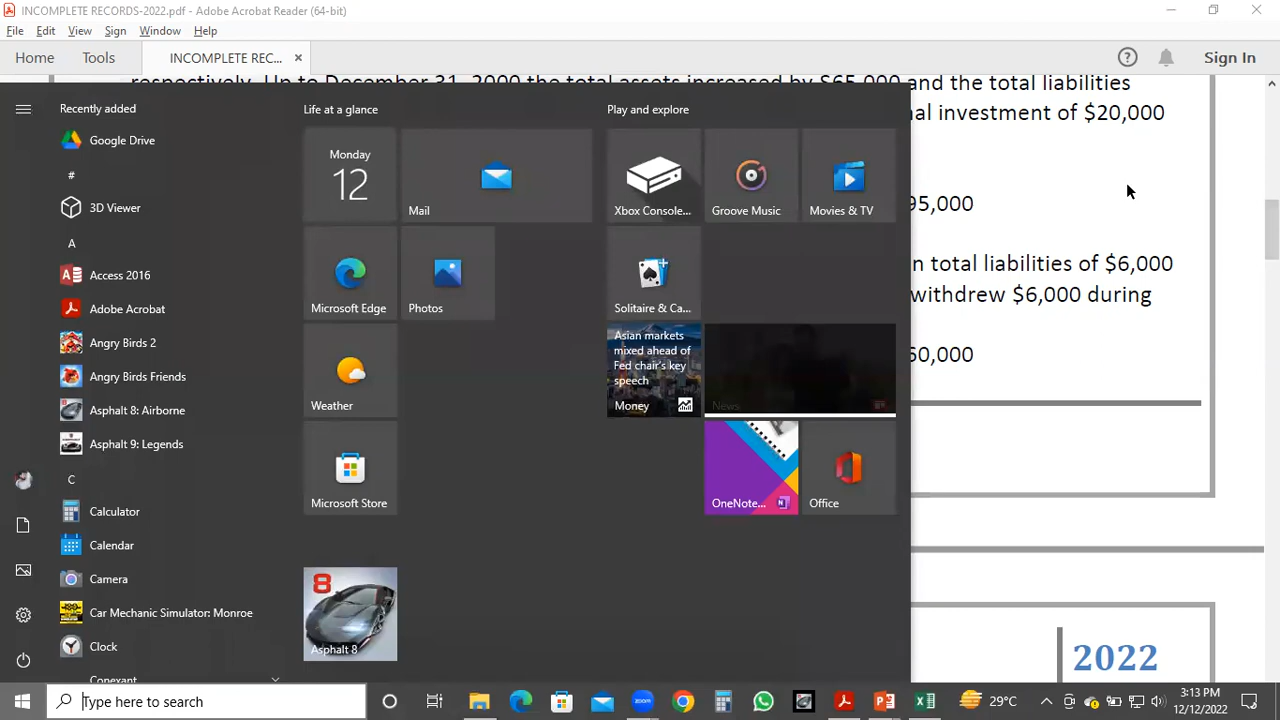 INCOMPLETE RECORDS-2022.pdf - Adobe Acrobat Reader (64-bit)
File Edit View Sign Window Help
Home Tools INCOMPLETE REC... × Sign In
respectively. Up to December 31, 2000 the total assets increased by $65,000 and the total liabilities
al investment of $20,000
95,000
n total liabilities of $6,000
withdrew $6,000 during
60,000
2022
Recently added
Google Drive
#
3D Viewer
A
Access 2016
Adobe Acrobat
Angry Birds 2
Angry Birds Friends
Asphalt 8: Airborne
Asphalt 9: Legends
C
Calculator
Calendar
Camera
Car Mechanic Simulator: Monroe
Clock
Conexant
Life at a glance
Monday
12
Mail
Microsoft Edge
Photos
Weather
Microsoft Store
8
Asphalt 8
Play and explore
Xbox Console...
Groove Music
Movies & TV
Solitaire & Ca...
Asian markets
mixed ahead of
Fed chair's key
speech
Money
News
OneNote...
Office
Type here to search
29°C
3:13 PM
12/12/2022